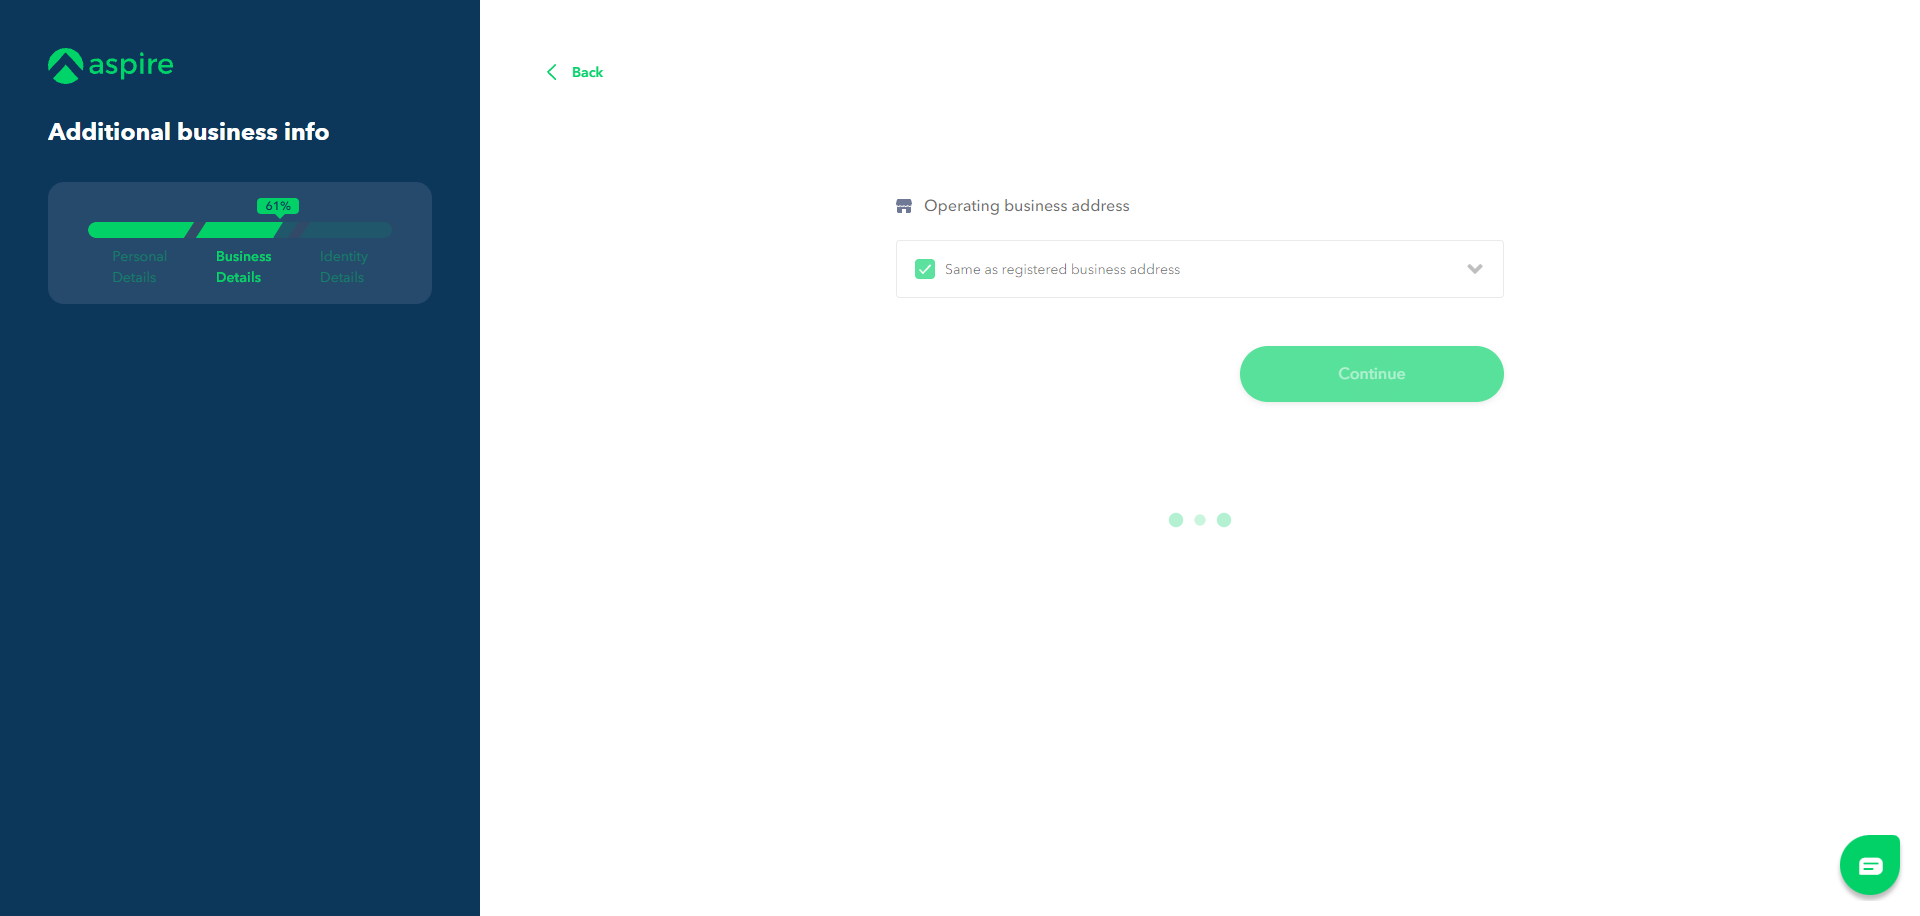 aspire
Additional business info
61%
Personal Details
Business Details
Identity Details
Back
Operating business address
Same as registered business address
Continue